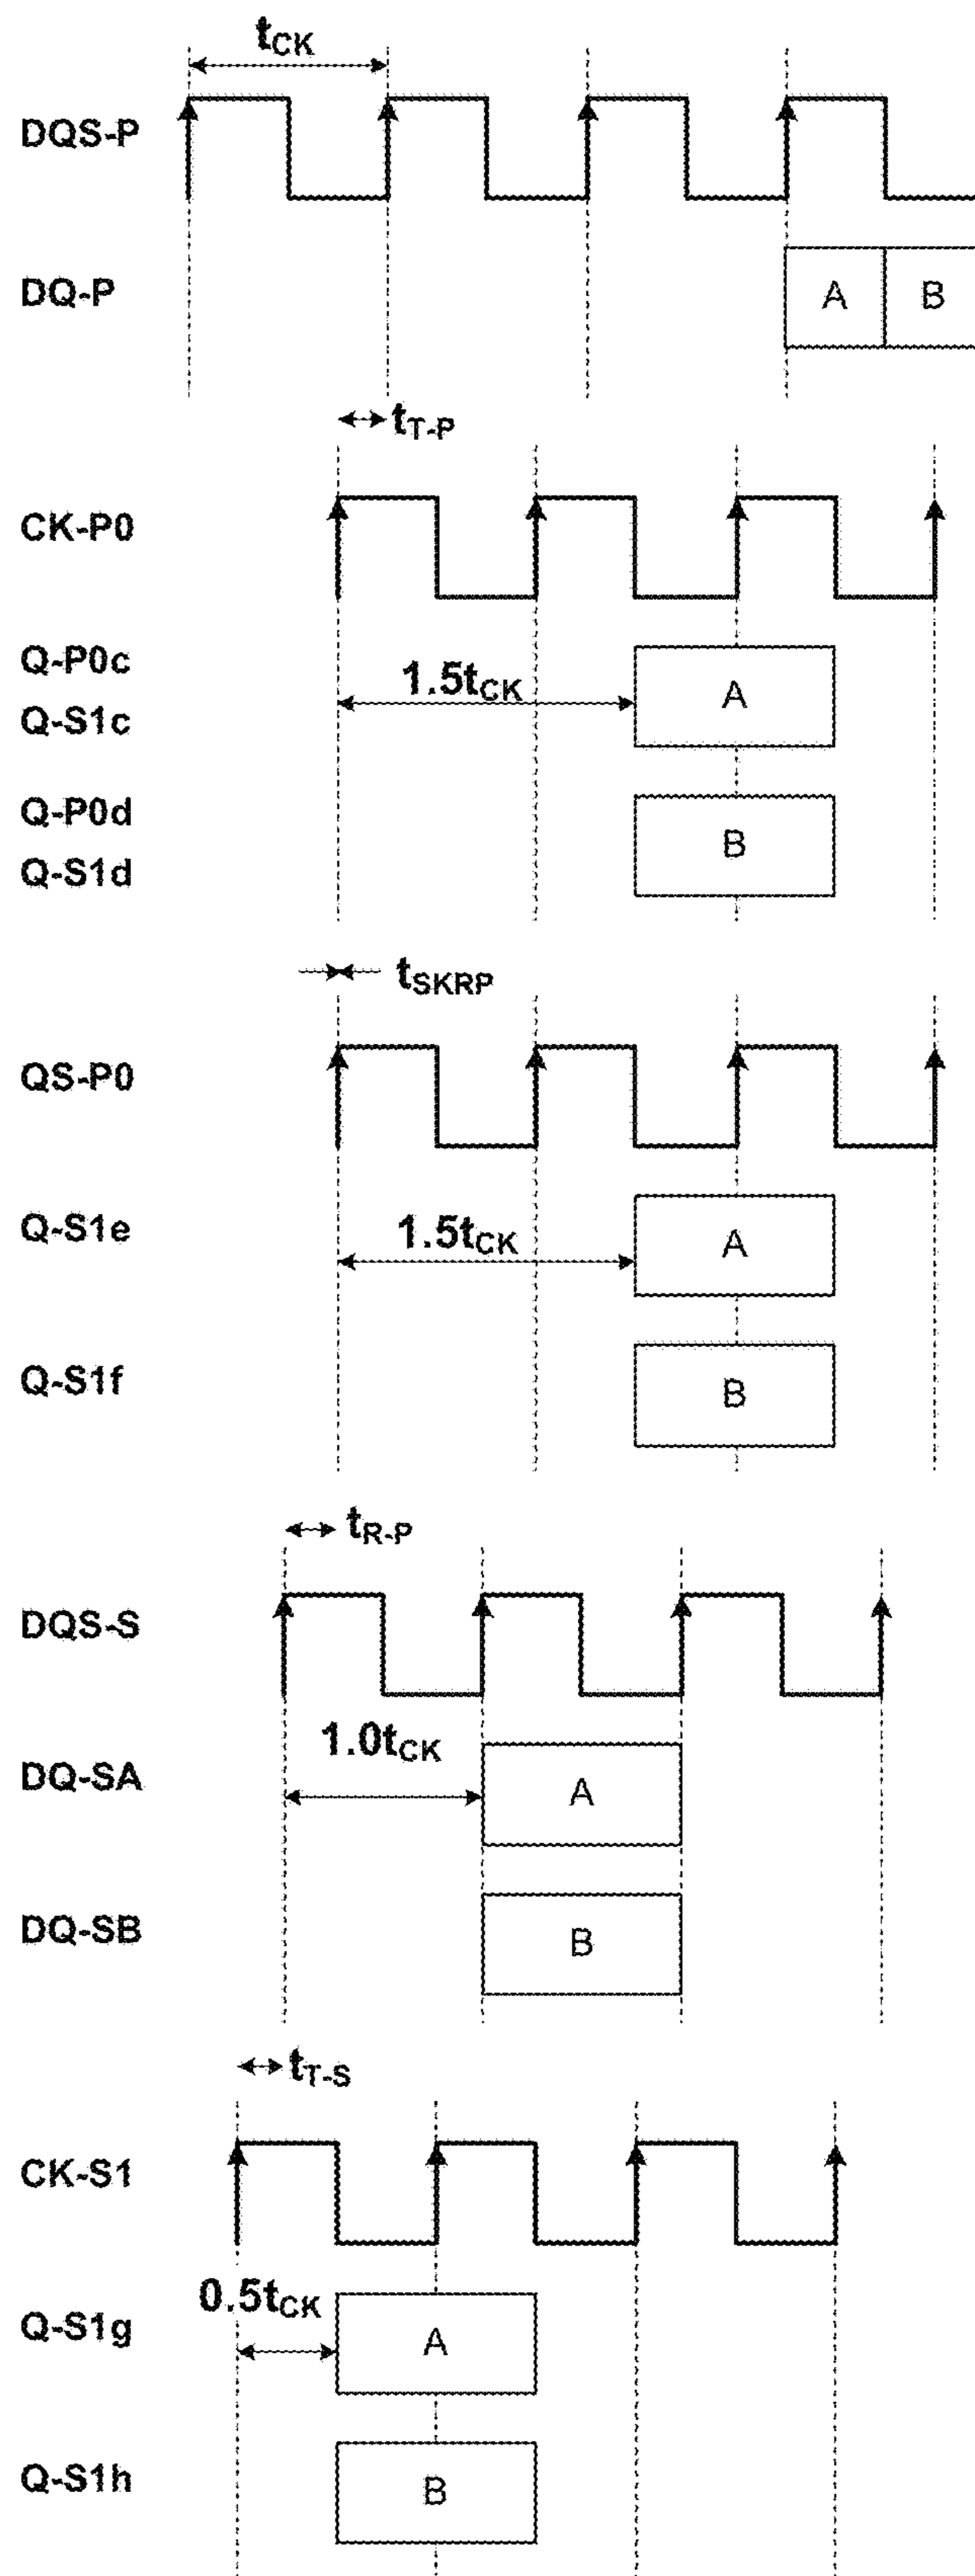 tCK
DQS-P
DQ-P
A
B
tT-P
CK-P0
Q-P0c
1.5tCK
A
Q-S1c
Q-P0d
B
Q-S1d
tSKRP
QS-P0
Q-S1e
1.5tCK
A
Q-S1f
B
tR-P
DQS-S
1.0tCK
DQ-SA
A
DQ-SB
B
tT-S
CK-S1
0.5tCK
Q-S1g
A
Q-S1h
B